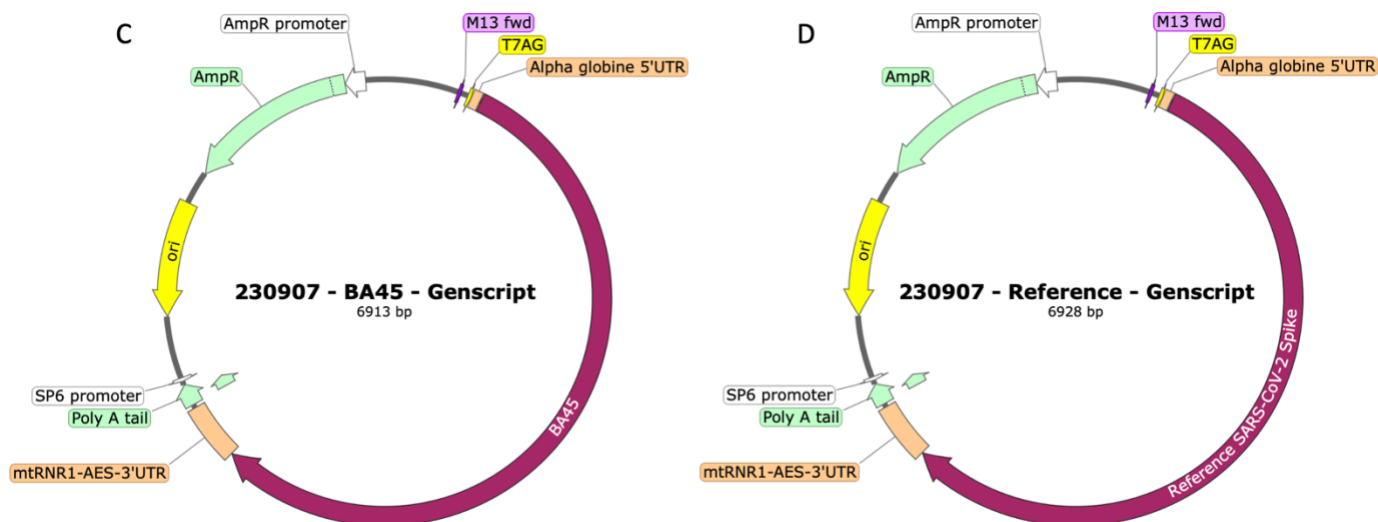 C
AmpR promoter
M13 fwd
T7AG
Alpha globine 5'UTR
AmpR
ori
230907 - BA45 - Genscript
6913 bp
BA45
SP6 promoter
Poly A tail
mtRNR1-AES-3'UTR
D
AmpR promoter
M13 fwd
T7AG
Alpha globine 5'UTR
AmpR
ori
230907 - Reference - Genscript
6928 bp
Reference SARS-CoV-2 Spike
SP6 promoter
Poly A tail
mtRNR1-AES-3'UTR